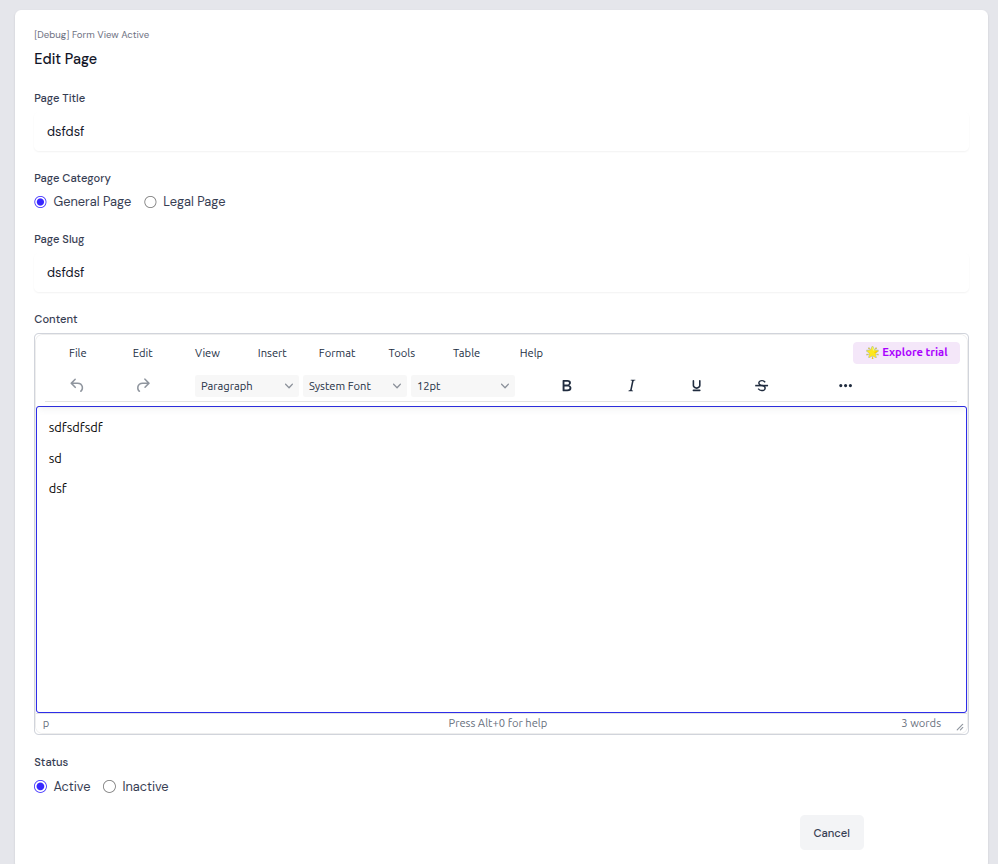 [Debug] Form View Active
Edit Page
Page Title
dsfdsf
Page Category
General Page Legal Page
Page Slug
dsfdsf
Content
File Edit View Insert Format Tools Table Help Explore trial
Paragraph System Font 12pt B I U S
sdfsdfsdf
sd
dsf
p Press Alt+0 for help 3 words
Status
Active Inactive
Cancel